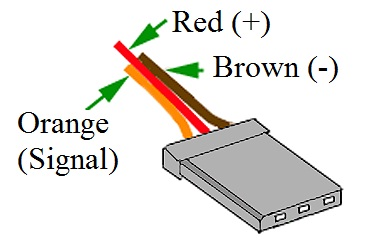 Red (+)
Brown (-)
Orange
(Signal)